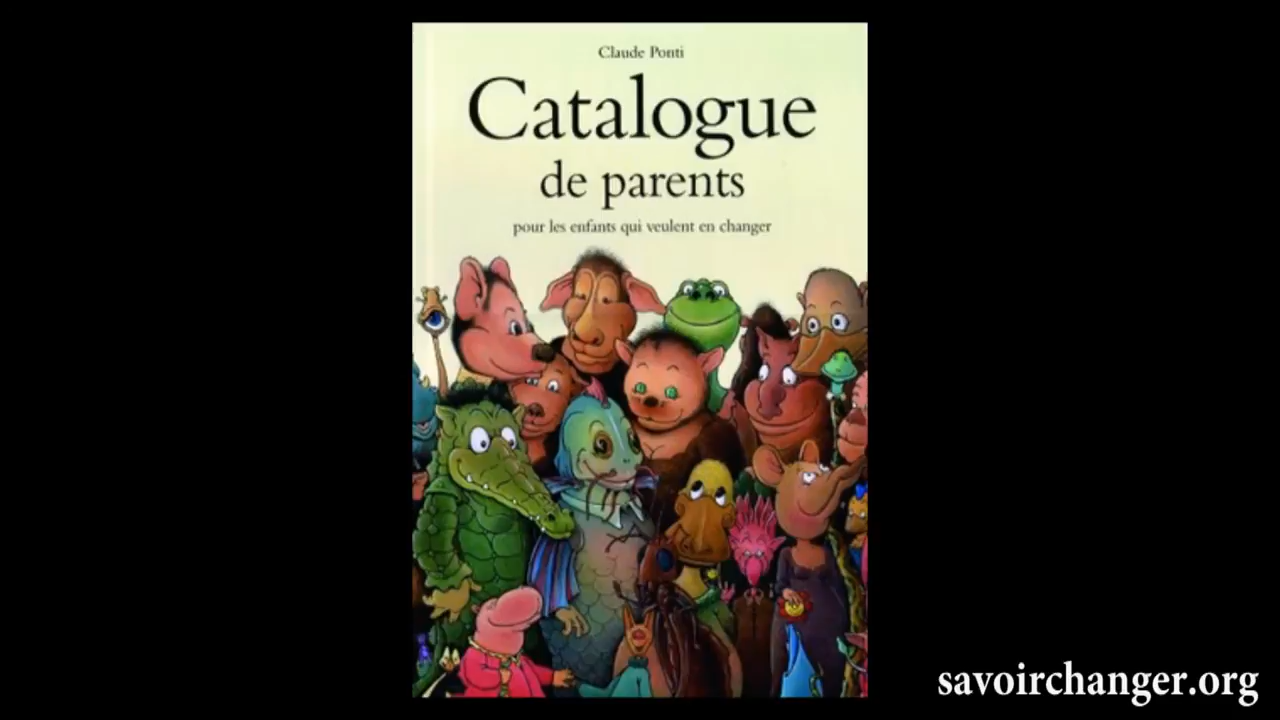 Claude Ponti
Catalogue
de parents
pour les enfants qui veulent en changer
savoirchanger.org